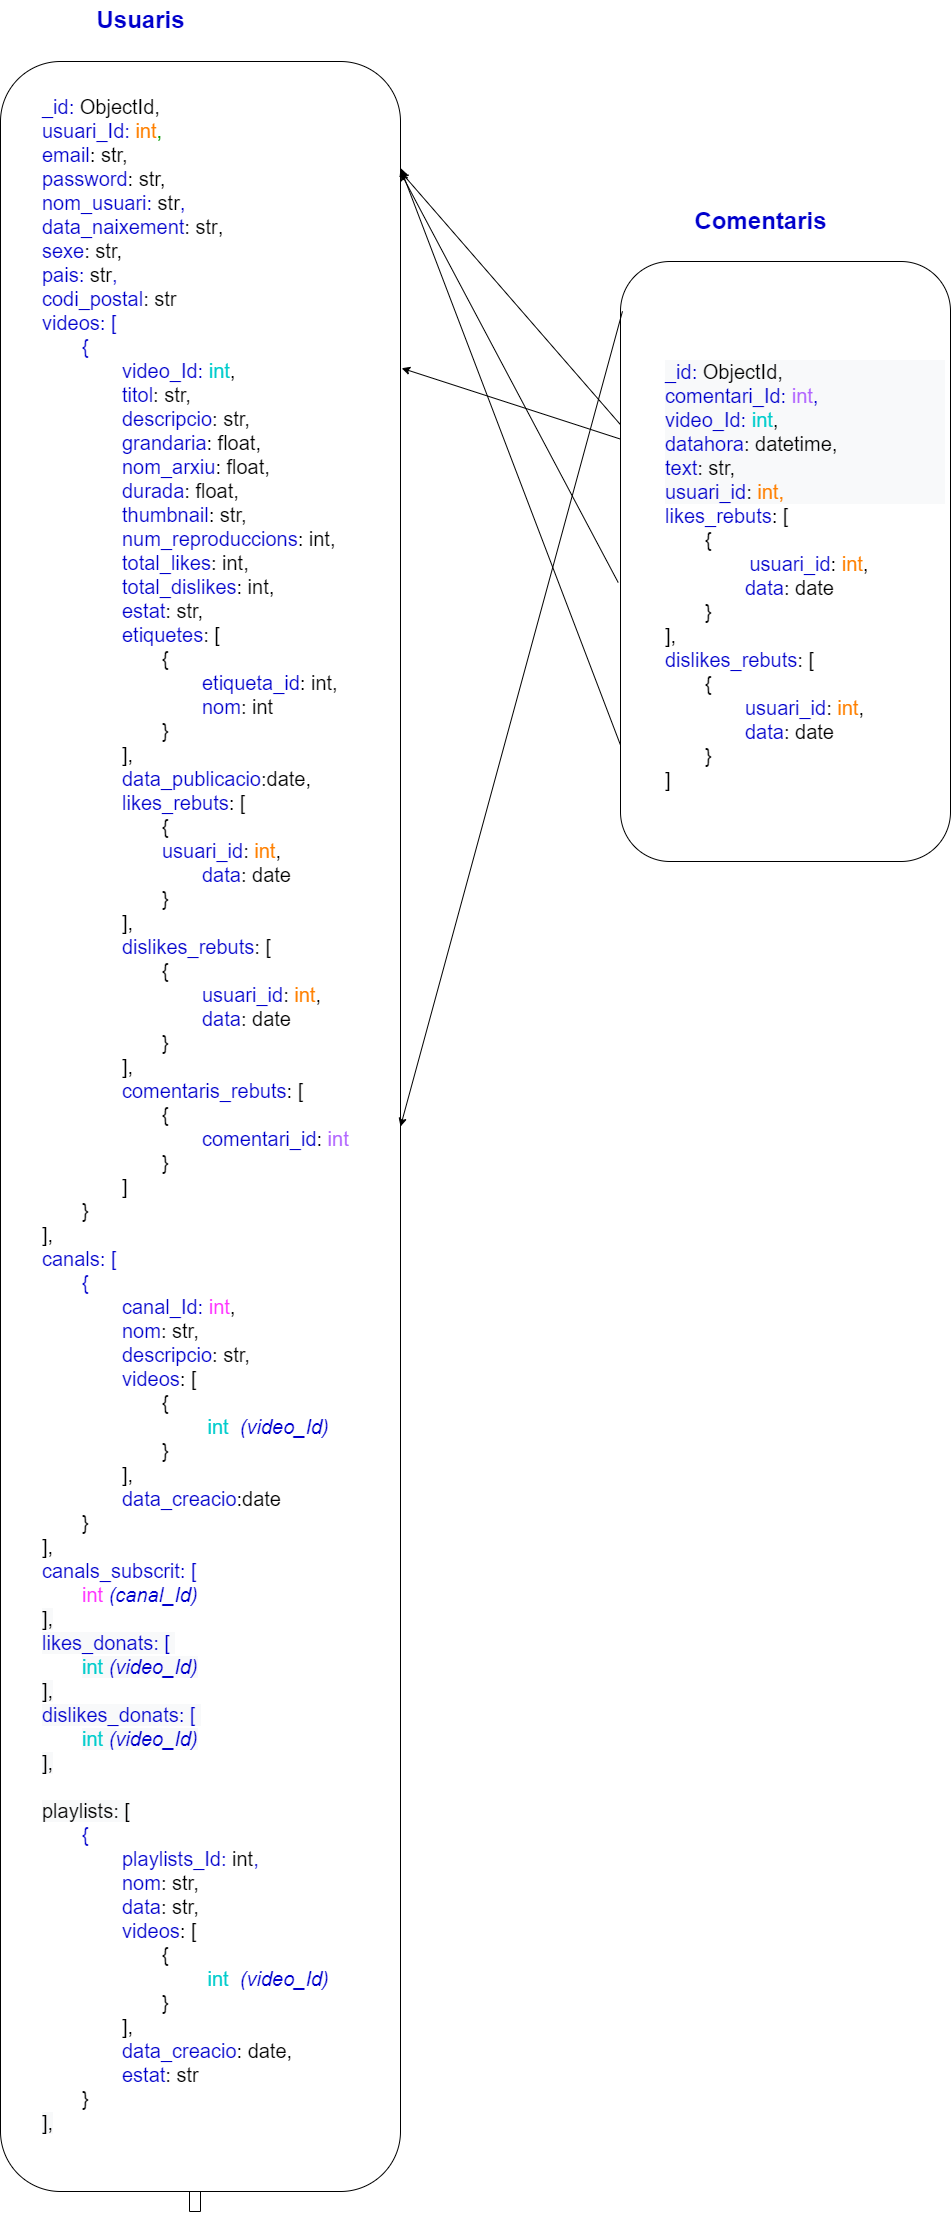 Usuaris
_id: ObjectId,
usuari_Id: int,
email: str,
password: str,
nom_usuari: str,
data_naixement: str,
sexe: str,
pais: str,
codi_postal: str
videos: [
{
video_Id: int,
titol: str,
descripcio: str,
grandaria: float,
nom_arxiu: float,
durada: float,
thumbnail: str,
num_reproduccions: int,
total_likes: int,
total_dislikes: int,
estat: str,
etiquetes: [
{
etiqueta_id: int,
nom: int
}
],
data_publicacio:date,
likes_rebuts: [
{
usuari_id: int,
data: date
}
],
dislikes_rebuts: [
{
usuari_id: int,
data: date
}
],
comentaris_rebuts: [
{
comentari_id: int
}
]
}
],
canals: [
{
canal_Id: int,
nom: str,
descripcio: str,
videos: [
{
int (video_Id)
}
],
data_creacio:date
}
],
canals_subscrit: [
int (canal_Id)
],
likes_donats: [
int (video_Id)
],
dislikes_donats: [
int (video_Id)
],
playlists: [
{
playlists_Id: int,
nom: str,
data: str,
videos: [
{
int (video_Id)
}
],
data_creacio: date,
estat: str
}
],
Comentaris
_id: ObjectId,
comentari_Id: int,
video_Id: int,
datahora: datetime,
text: str,
usuari_id: int,
likes_rebuts: [
{
usuari_id: int,
data: date
}
],
dislikes_rebuts: [
{
usuari_id: int,
data: date
}
]